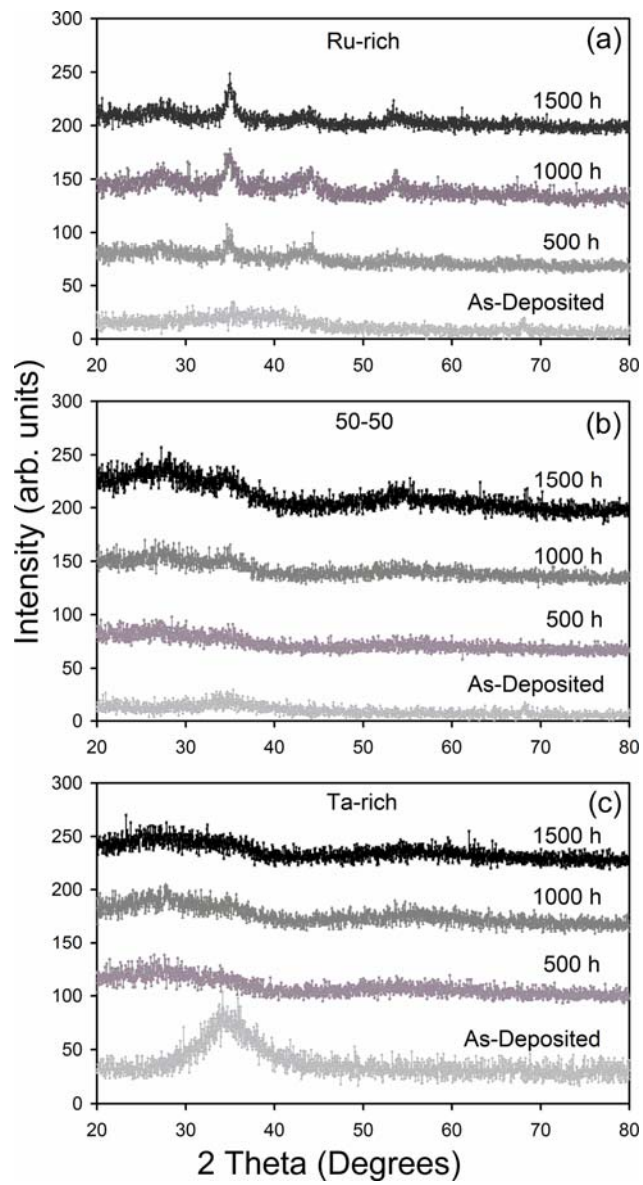 Intensity (arb. units)
300
250
200
150
100
50
0
Ru-rich
(a)
1500 h
1000 h
500 h
As-Deposited
20 30 40 50 60 70 80
300
250
200
150
100
50
0
50-50
(b)
1500 h
1000 h
500 h
As-Deposited
20 30 40 50 60 70 80
300
250
200
150
100
50
0
Ta-rich
(c)
1500 h
1000 h
500 h
As-Deposited
20 30 40 50 60 70 80
2 Theta (Degrees)